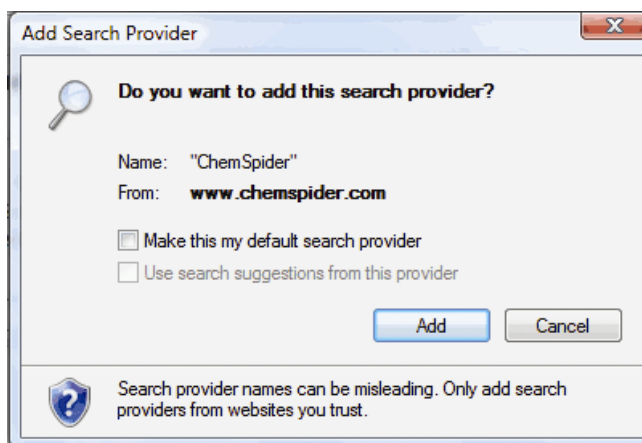 Add Search Provider
Do you want to add this search provider?
Name: "ChemSpider"
From: www.chemspider.com
Make this my default search provider
Use search suggestions from this provider
Add Cancel
Search provider names can be misleading. Only add search
providers from websites you trust.